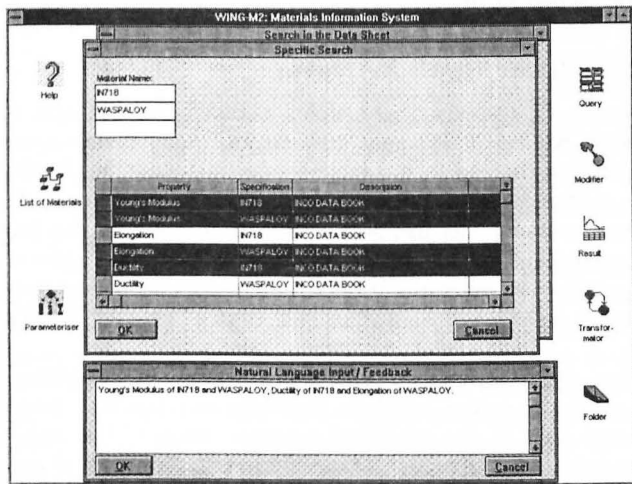 WING-M2: Materials Information System
Search in the Data Sheet
Specific Search
Help
List of Materials
Parameteriser
Material Name:
IN718
WASPALOY
Property Specification Description
Young's Modulus IN718 INCO DATA BOOK
Young's Modulus WASPALOY INCO DATA BOOK
Elongation IN718 INCO DATA BOOK
Elongation WASPALOY INCO DATA BOOK
Ductility IN718 INCO DATA BOOK
Ductility WASPALOY INCO DATA BOOK
OK Cancel
Natural Language Input / Feedback
Young's Modulus of IN718 and WASPALOY, Ductility of IN718 and Elongation of WASPALOY.
OK Cancel
Query
Modifier
Result
Transfor-
mator
Folder